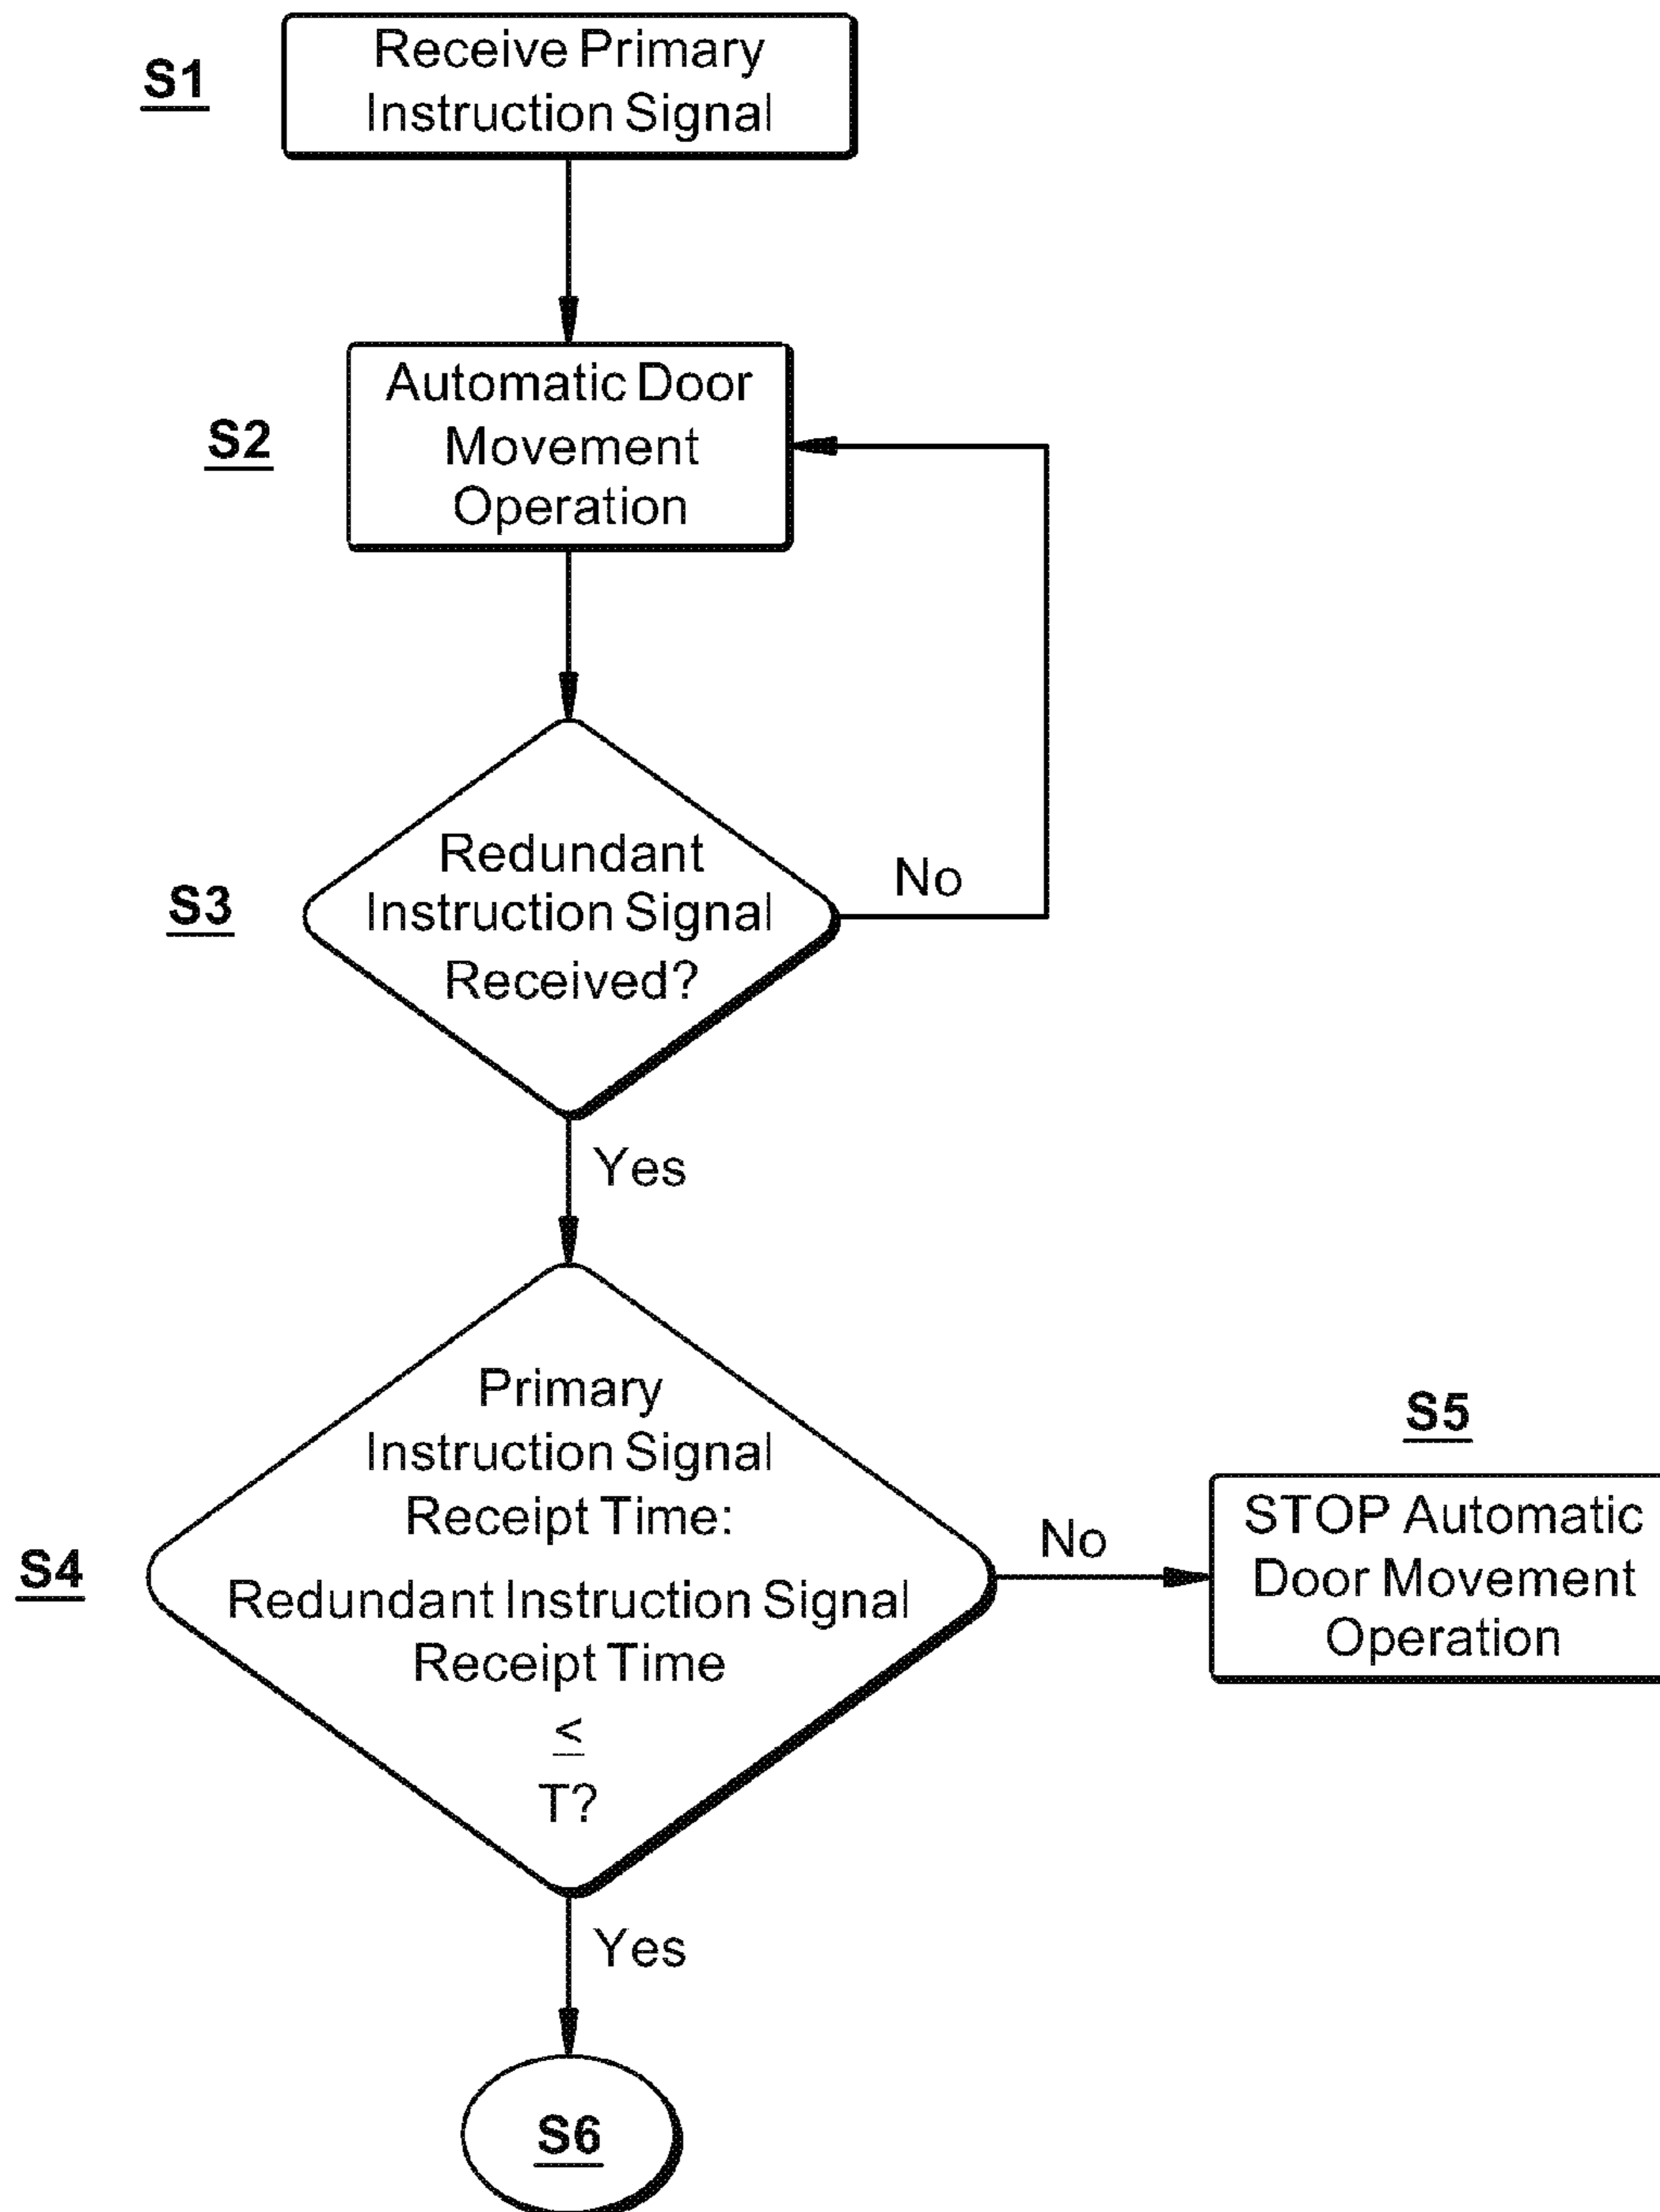 S1
Receive Primary
Instruction Signal
S2
Automatic Door
Movement
Operation
S3
Redundant
Instruction Signal
Received?
No
Yes
S4
Primary
Instruction Signal
Receipt Time:
Redundant Instruction Signal
Receipt Time
≤
T?
No
S5
STOP Automatic
Door Movement
Operation
Yes
S6